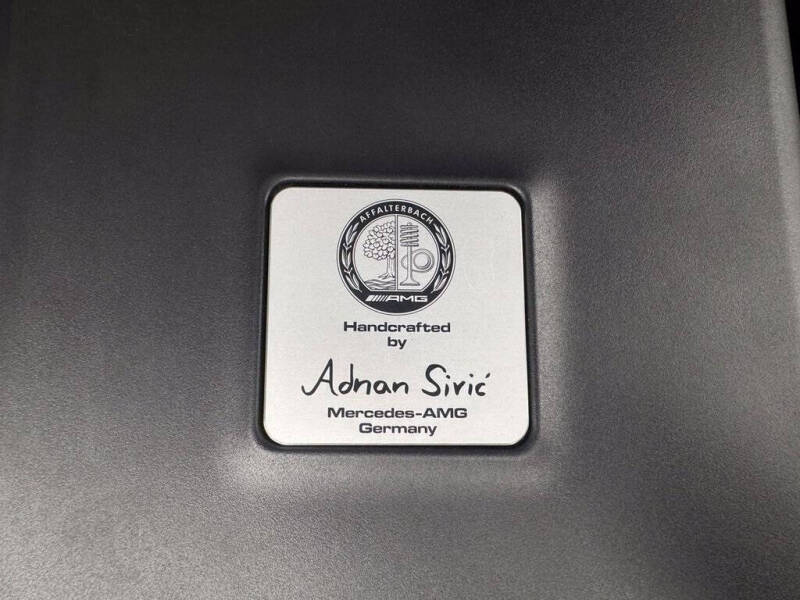 AFFALTERBACH
AMG
Handcrafted
by
Adnan Sirić
Mercedes-AMG
Germany